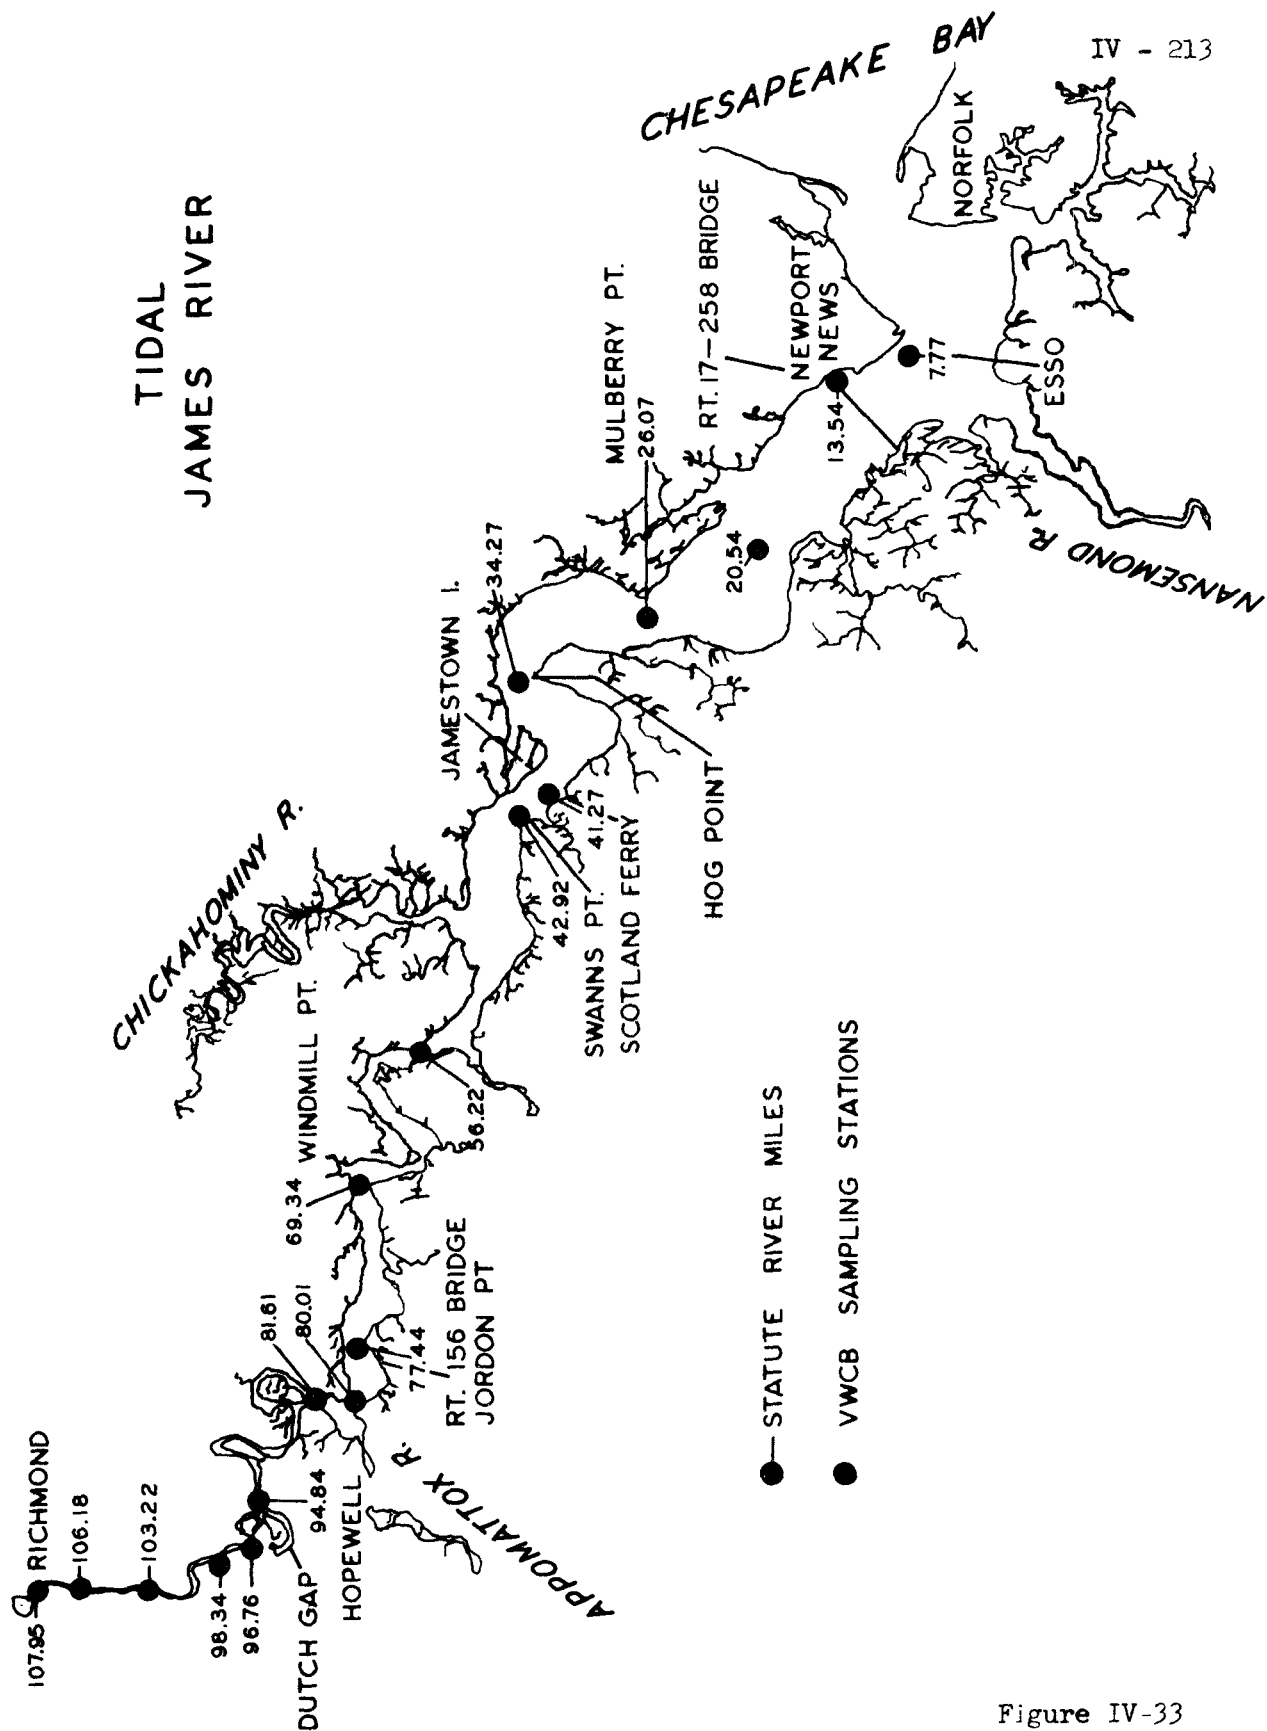 IV - 213
TIDAL
JAMES RIVER
CHESAPEAKE BAY
NORFOLK
RT. 17-258 BRIDGE
NEWPORT
NEWS
MULBERRY PT.
26.07
13.54
7.77
ESSO
NANSEMOND R.
20.54
34.27
JAMESTOWN I.
HOG POINT
41.27
SCOTLAND FERRY
42.92
SWANNS PT.
CHICKAHOMINY R.
WINDMILL PT.
69.34
56.22
81.61
80.01
77.44
RT. 156 BRIDGE
JORDON PT
APPOMATTOX R.
HOPEWELL
94.84
DUTCH GAP
96.76
98.34
103.22
106.18
107.95
RICHMOND
STATUTE RIVER MILES
VWCB SAMPLING STATIONS
Figure IV-33